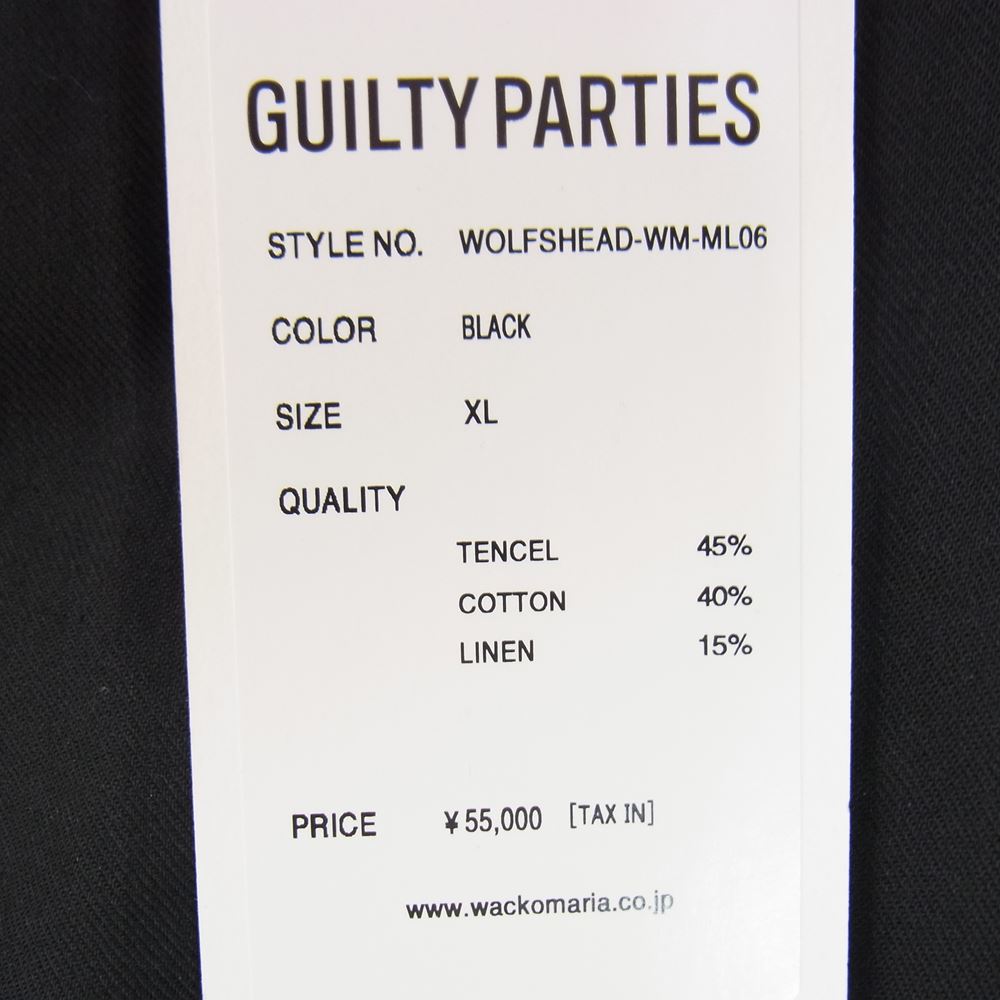 GUILTY PARTIES
STYLE NO. WOLFSHEAD-WM-ML06
COLOR BLACK
SIZE XL
QUALITY
TENCEL 45%
COTTON 40%
LINEN 15%
PRICE ¥55,000 [TAX IN]
www.wackomaria.co.jp